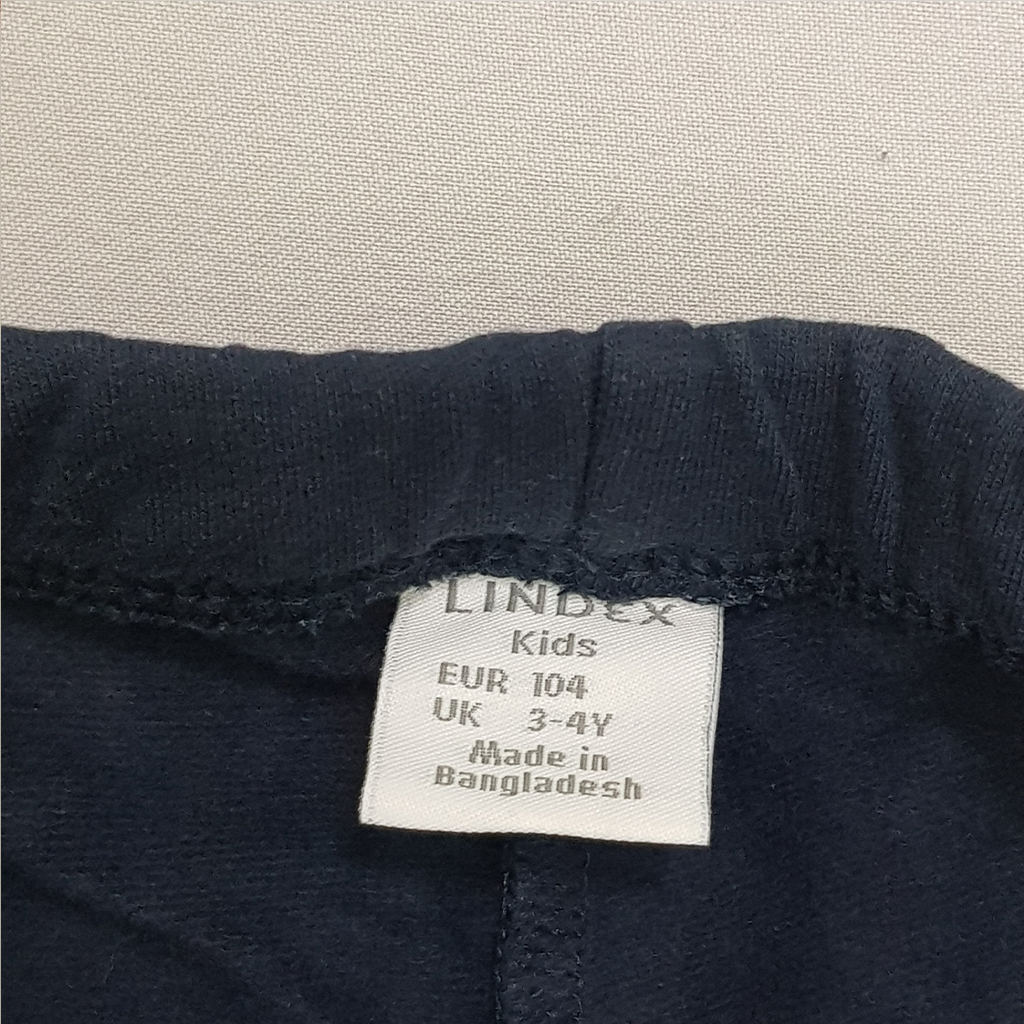 LINDEX
Kids
EUR 104
UK 3-4Y
Made in
Bangladesh